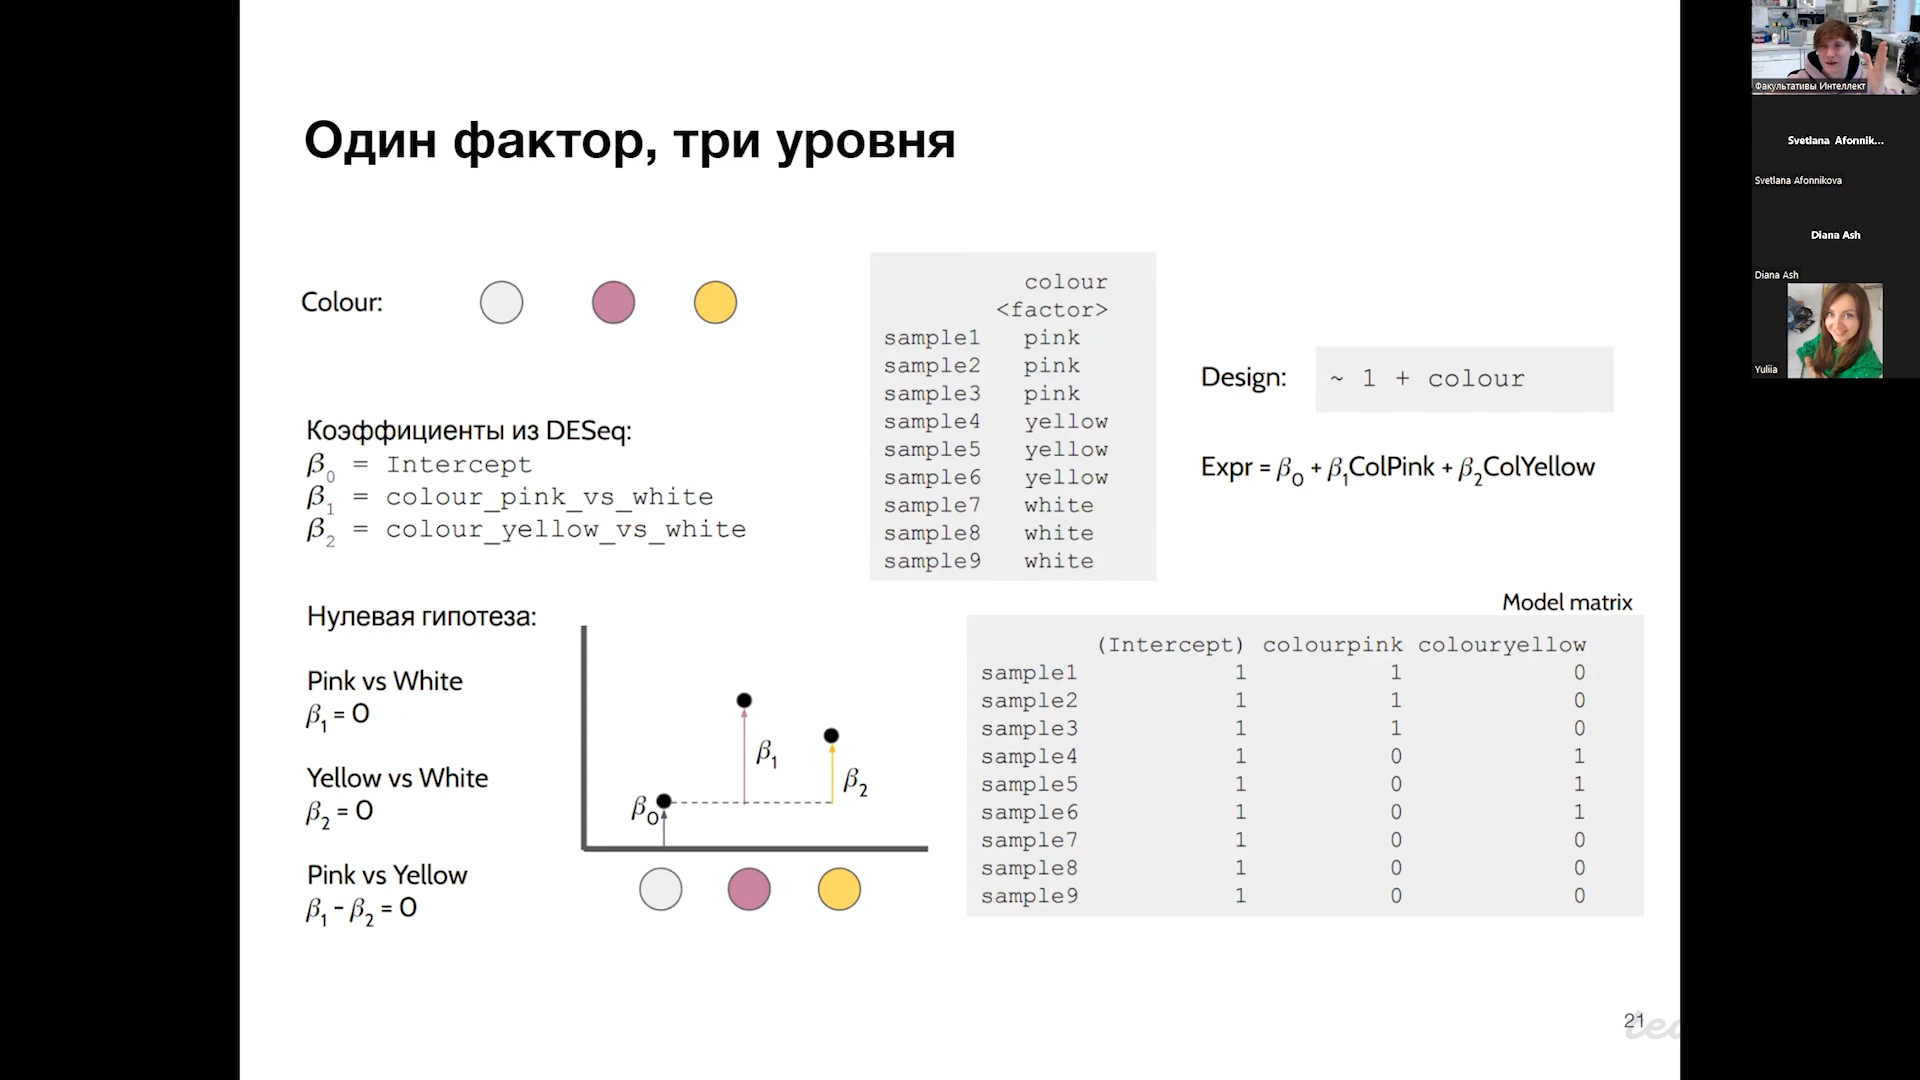 Один фактор, три уровня
Colour:
Коэффициенты из DESeq:
β0 = Intercept
β1 = colour_pink_vs_white
β2 = colour_yellow_vs_white
colour
<factor>
sample1 pink
sample2 pink
sample3 pink
sample4 yellow
sample5 yellow
sample6 yellow
sample7 white
sample8 white
sample9 white
Design: ~ 1 + colour
Expr = β0 + β1ColPink + β2ColYellow
Нулевая гипотеза:
Pink vs White
β1 = 0
Yellow vs White
β2 = 0
Pink vs Yellow
β1 - β2 = 0
β0
β1
β2
Model matrix
(Intercept) colourpink colouryellow
sample1 1 1 0
sample2 1 1 0
sample3 1 1 0
sample4 1 0 1
sample5 1 0 1
sample6 1 0 1
sample7 1 0 0
sample8 1 0 0
sample9 1 0 0
21
Факультативы Интеллект
Svetlana Afonnik...
Svetlana Afonnikova
Diana Ash
Diana Ash
Yuliia